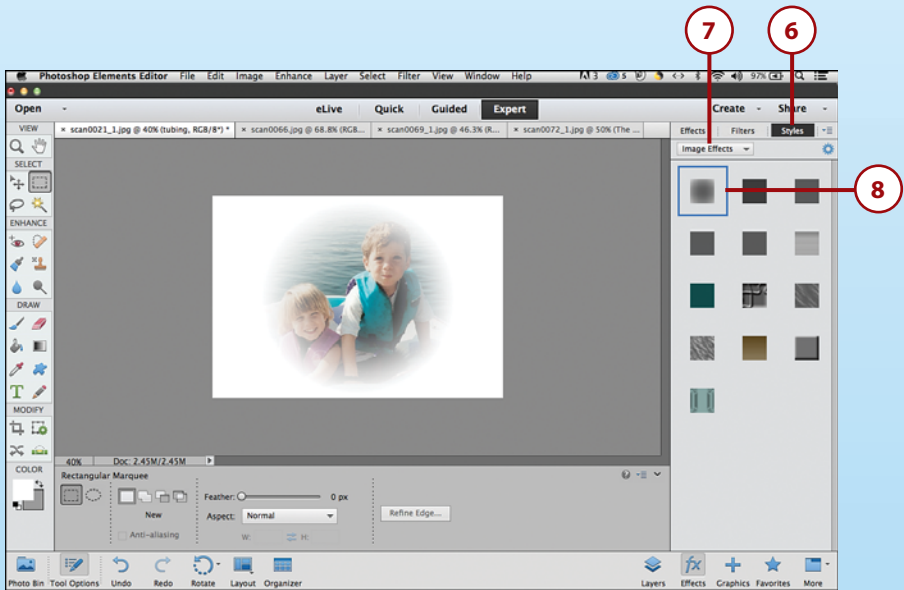 7 6
Photoshop Elements Editor File Edit Image Enhance Layer Select Filter View Window Help 3 5 97%
Open eLive Quick Guided Expert Create Share
VIEW × scan0021_1.jpg @ 40% (tubing, RGB/8*) * × scan0066.jpg @ 68.8% (RGB... × scan0069_1.jpg @ 46.3% (R... × scan0072_1.jpg @ 50% (The ... Effects Filters Styles
Image Effects
SELECT
8
ENHANCE
DRAW
T
MODIFY
40% Doc: 2.45M/2.45M
COLOR Rectangular Marquee
Feather: 0 px
New Aspect: Normal Refine Edge...
Anti-aliasing W: H:
fx
Photo Bin Tool Options Undo Redo Rotate Layout Organizer Layers Effects Graphics Favorites More